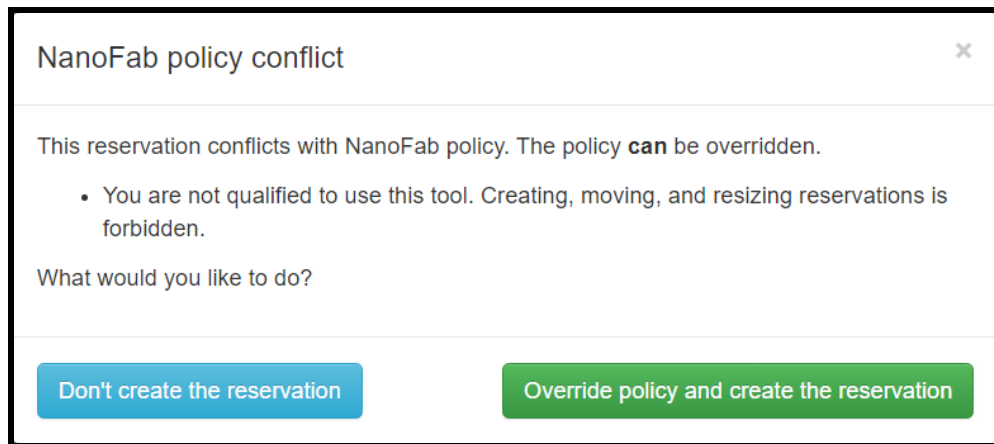 NanoFab policy conflict
×
This reservation conflicts with NanoFab policy. The policy can be overridden.
• You are not qualified to use this tool. Creating, moving, and resizing reservations is
forbidden.
What would you like to do?
Don't create the reservation
Override policy and create the reservation